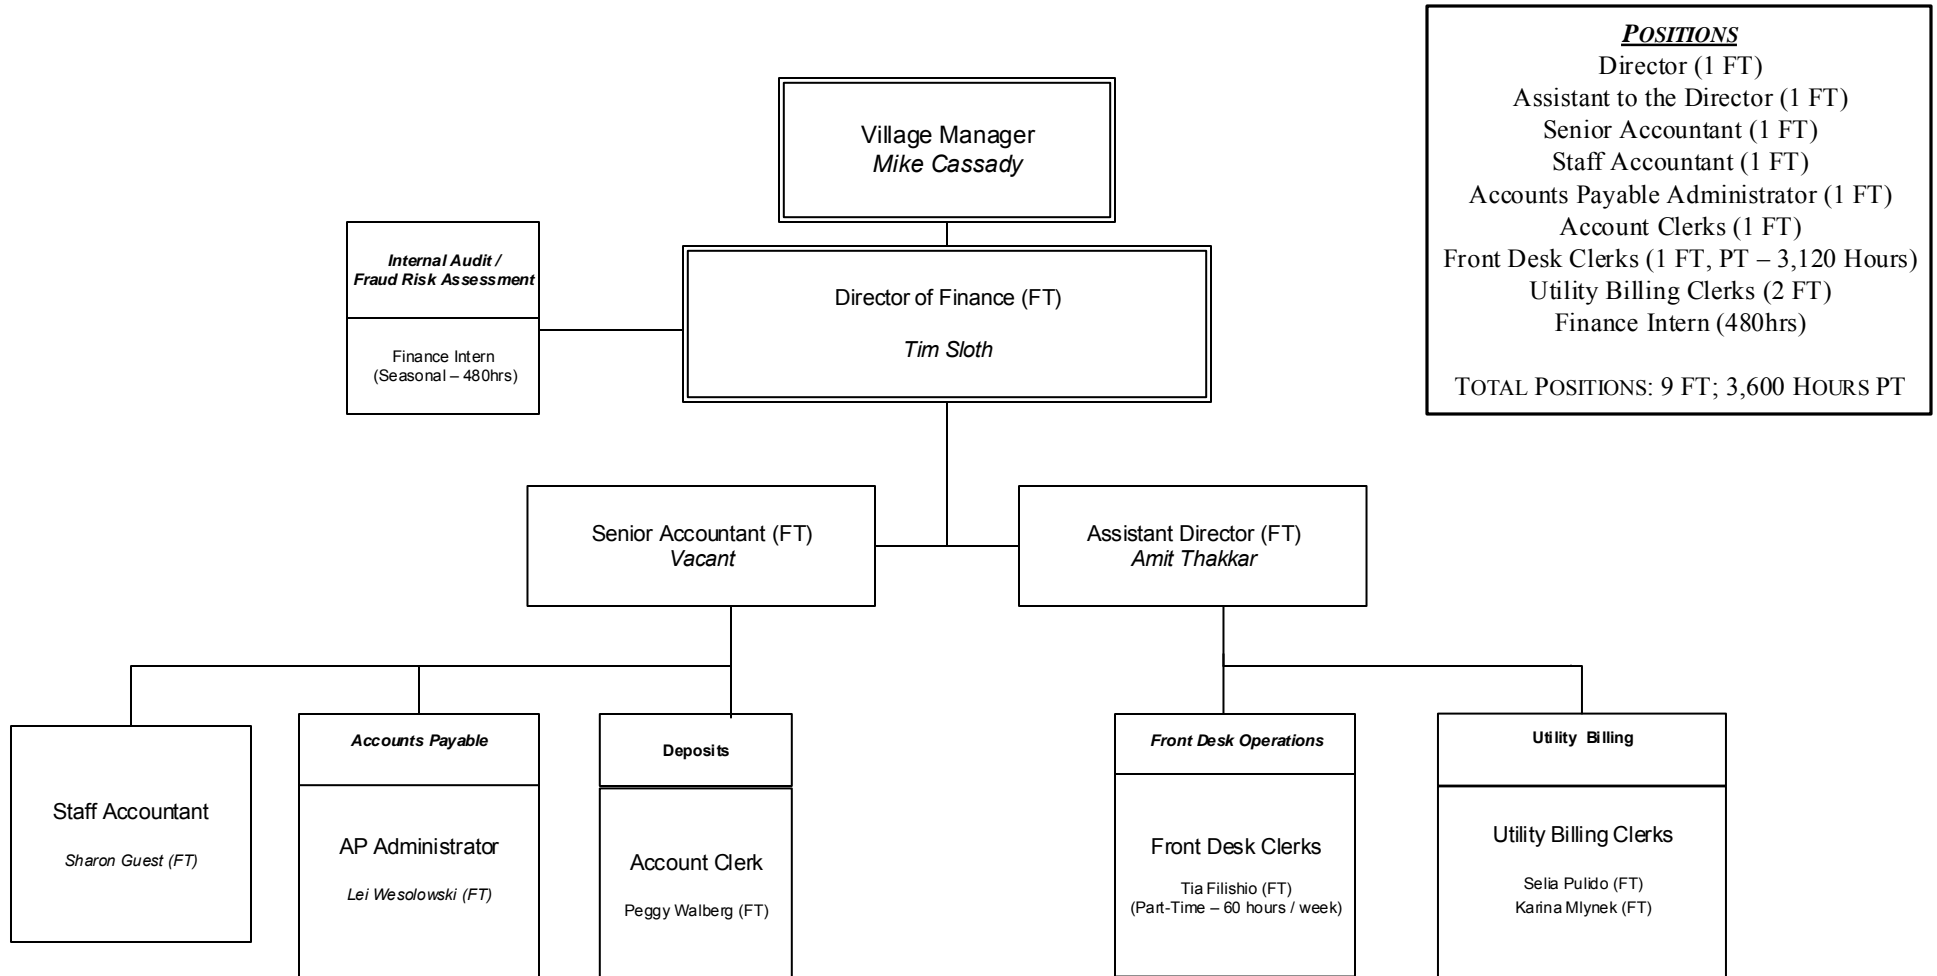 POSITIONS
Director (1 FT)
Assistant to the Director (1 FT)
Senior Accountant (1 FT)
Staff Accountant (1 FT)
Accounts Payable Administrator (1 FT)
Account Clerks (1 FT)
Front Desk Clerks (1 FT, PT – 3,120 Hours)
Utility Billing Clerks (2 FT)
Finance Intern (480hrs)
TOTAL POSITIONS: 9 FT; 3,600 HOURS PT
Village Manager
Mike Cassady
Internal Audit /
Fraud Risk Assessment
Finance Intern
(Seasonal – 480hrs)
Director of Finance (FT)
Tim Sloth
Senior Accountant (FT)
Vacant
Assistant Director (FT)
Amit Thakkar
Staff Accountant
Sharon Guest (FT)
Accounts Payable
AP Administrator
Lei Wesolowski (FT)
Deposits
Account Clerk
Peggy Walberg (FT)
Front Desk Operations
Front Desk Clerks
Tia Filishio (FT)
(Part-Time – 60 hours / week)
Utility Billing
Utility Billing Clerks
Selia Pulido (FT)
Karina Mlynek (FT)